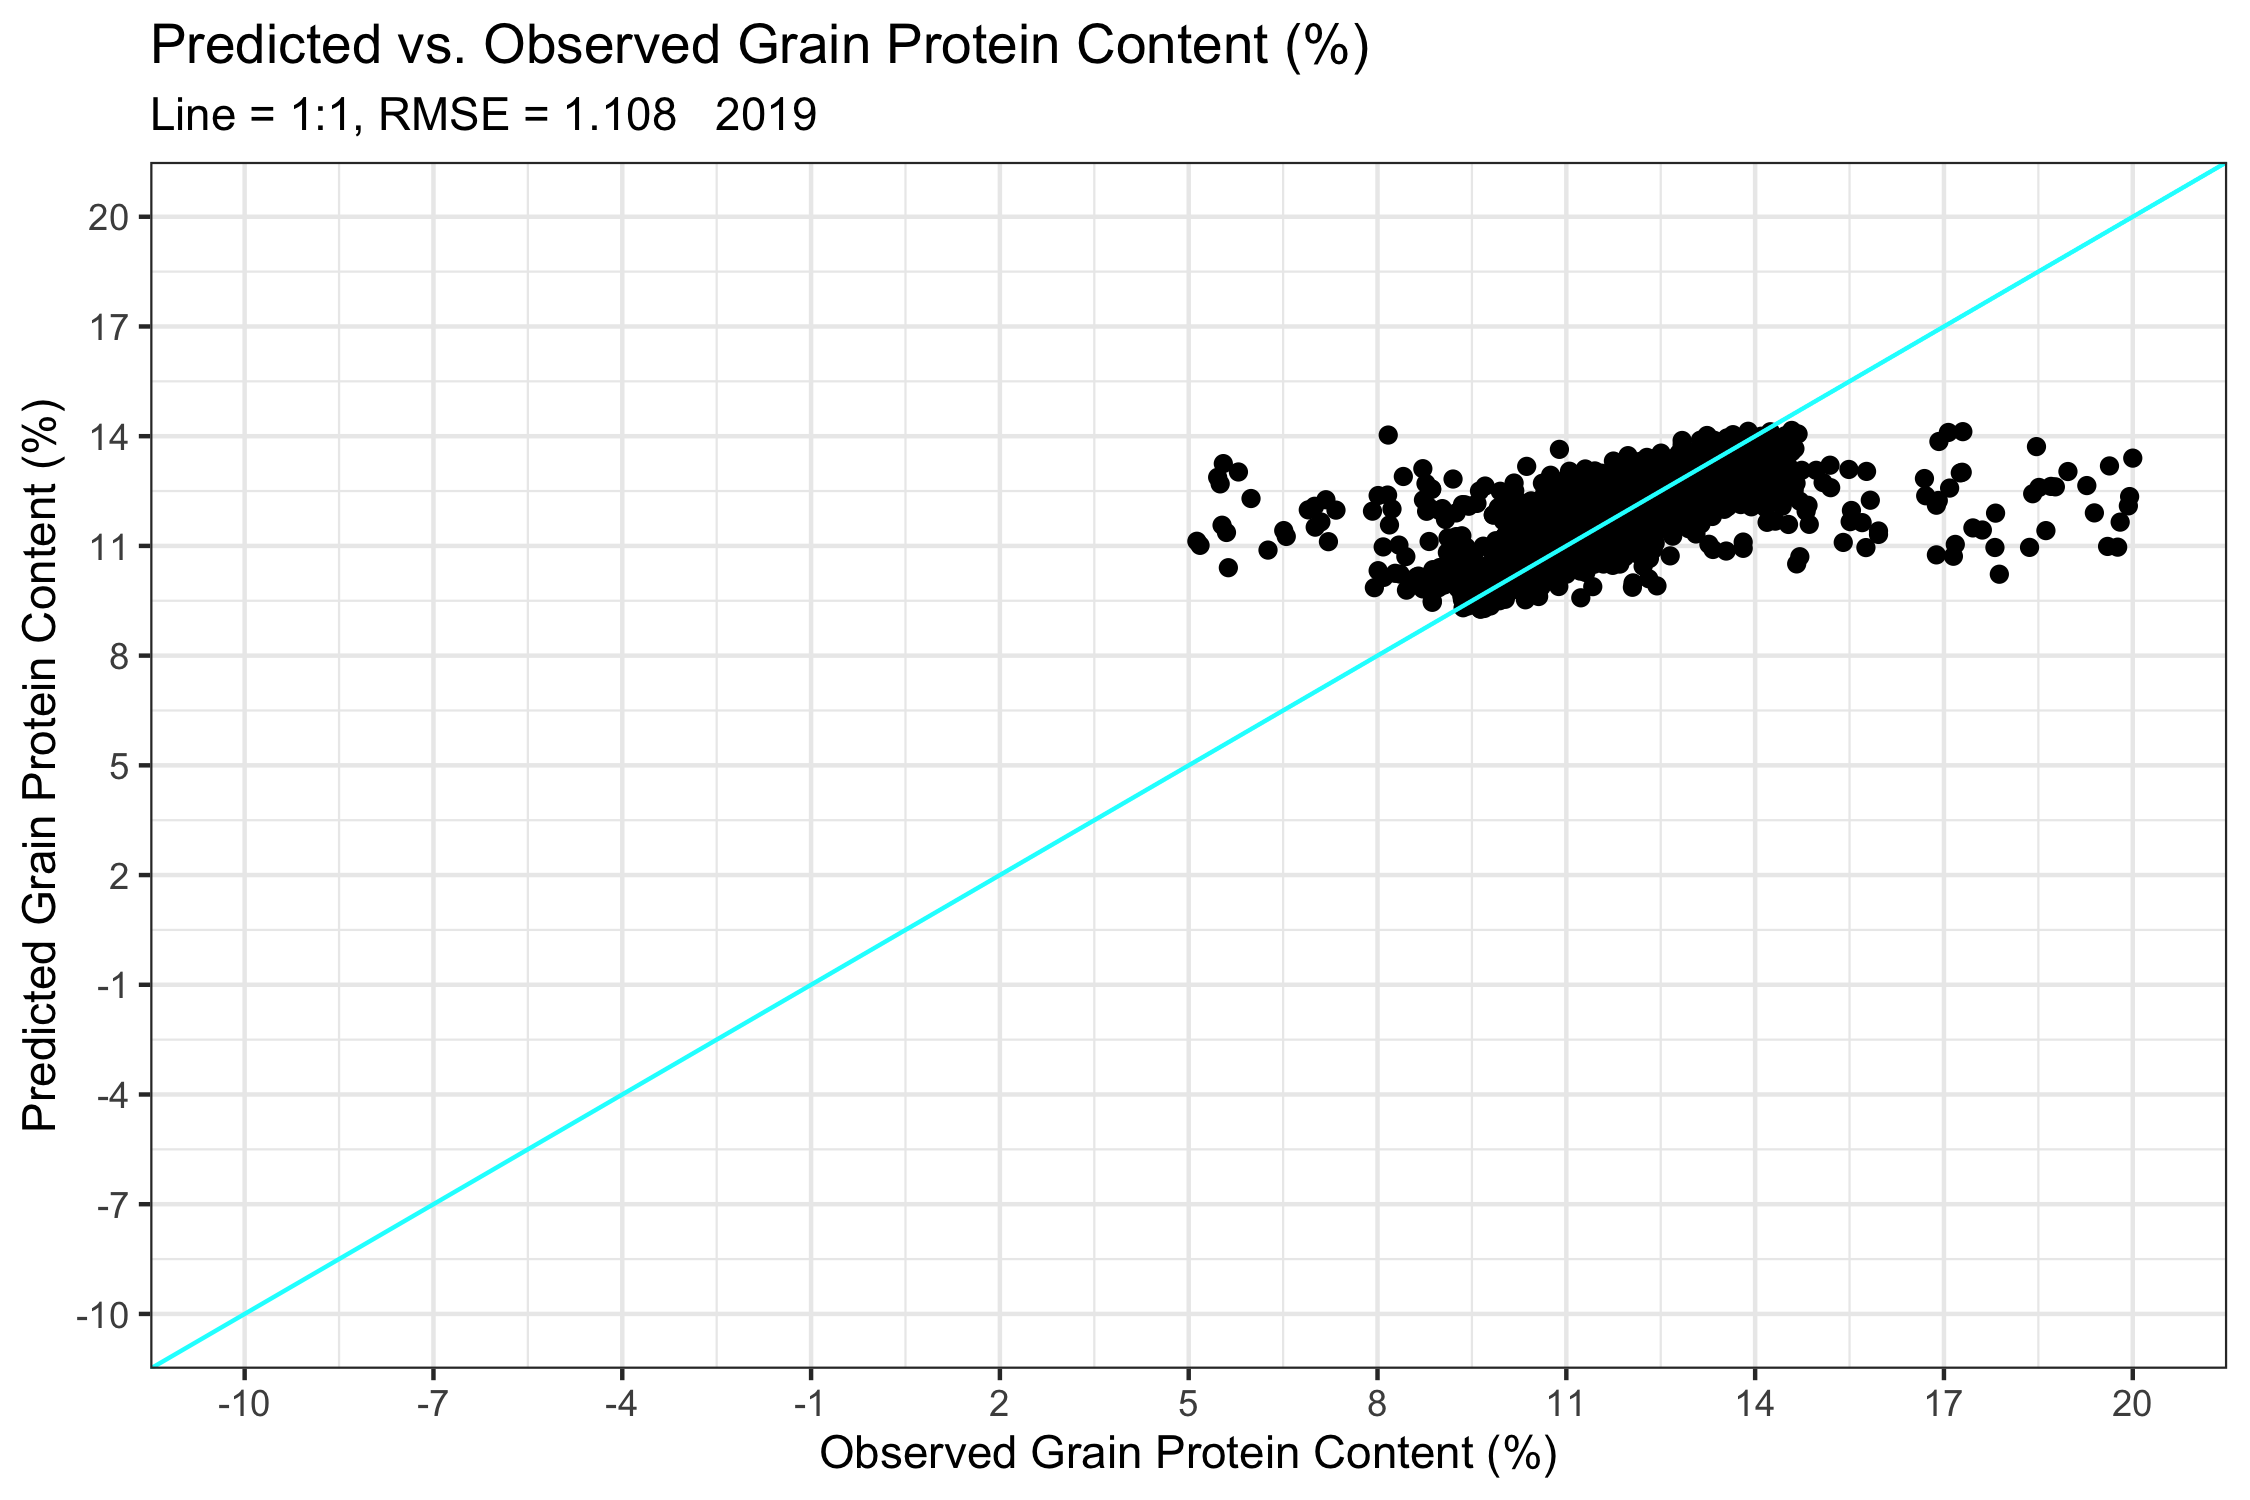 Predicted vs. Observed Grain Protein Content (%)
Line = 1:1, RMSE = 1.108   2019
Predicted Grain Protein Content (%)
20
17
14
11
8
5
2
-1
-4
-7
-10
-10 -7 -4 -1 2 5 8 11 14 17 20
Observed Grain Protein Content (%)